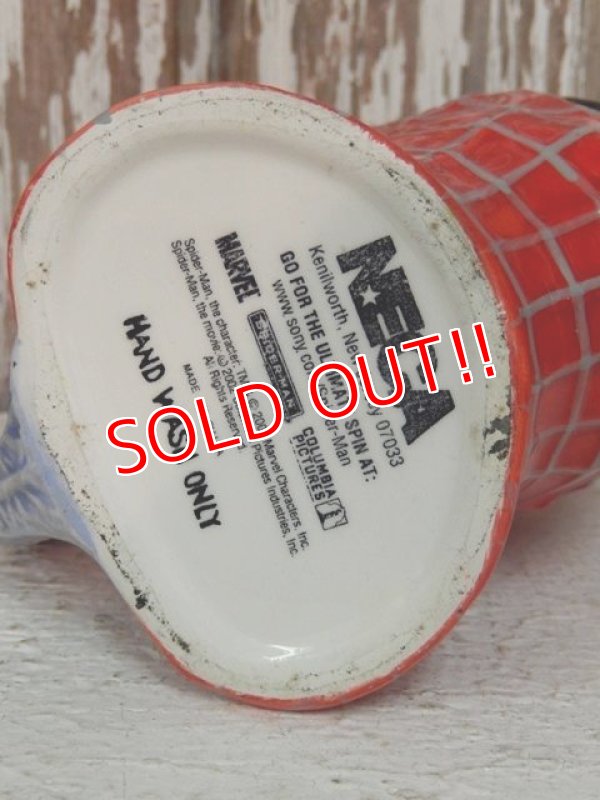 NECA
Kenilworth, New 07033
GO FOR THE ULTIMATE SPIN AT:
www.sony.com/Spider-Man
MARVEL
SPIDER-MAN
COLUMBIA
PICTURES
Spider-Man, the character, TM & © 200 Marvel Characters, Inc.
Spider-Man, the movie, © 200 Pictures Industries, Inc.
All Rights Reserved.
MADE
HAND WASH ONLY
SOLD OUT!!